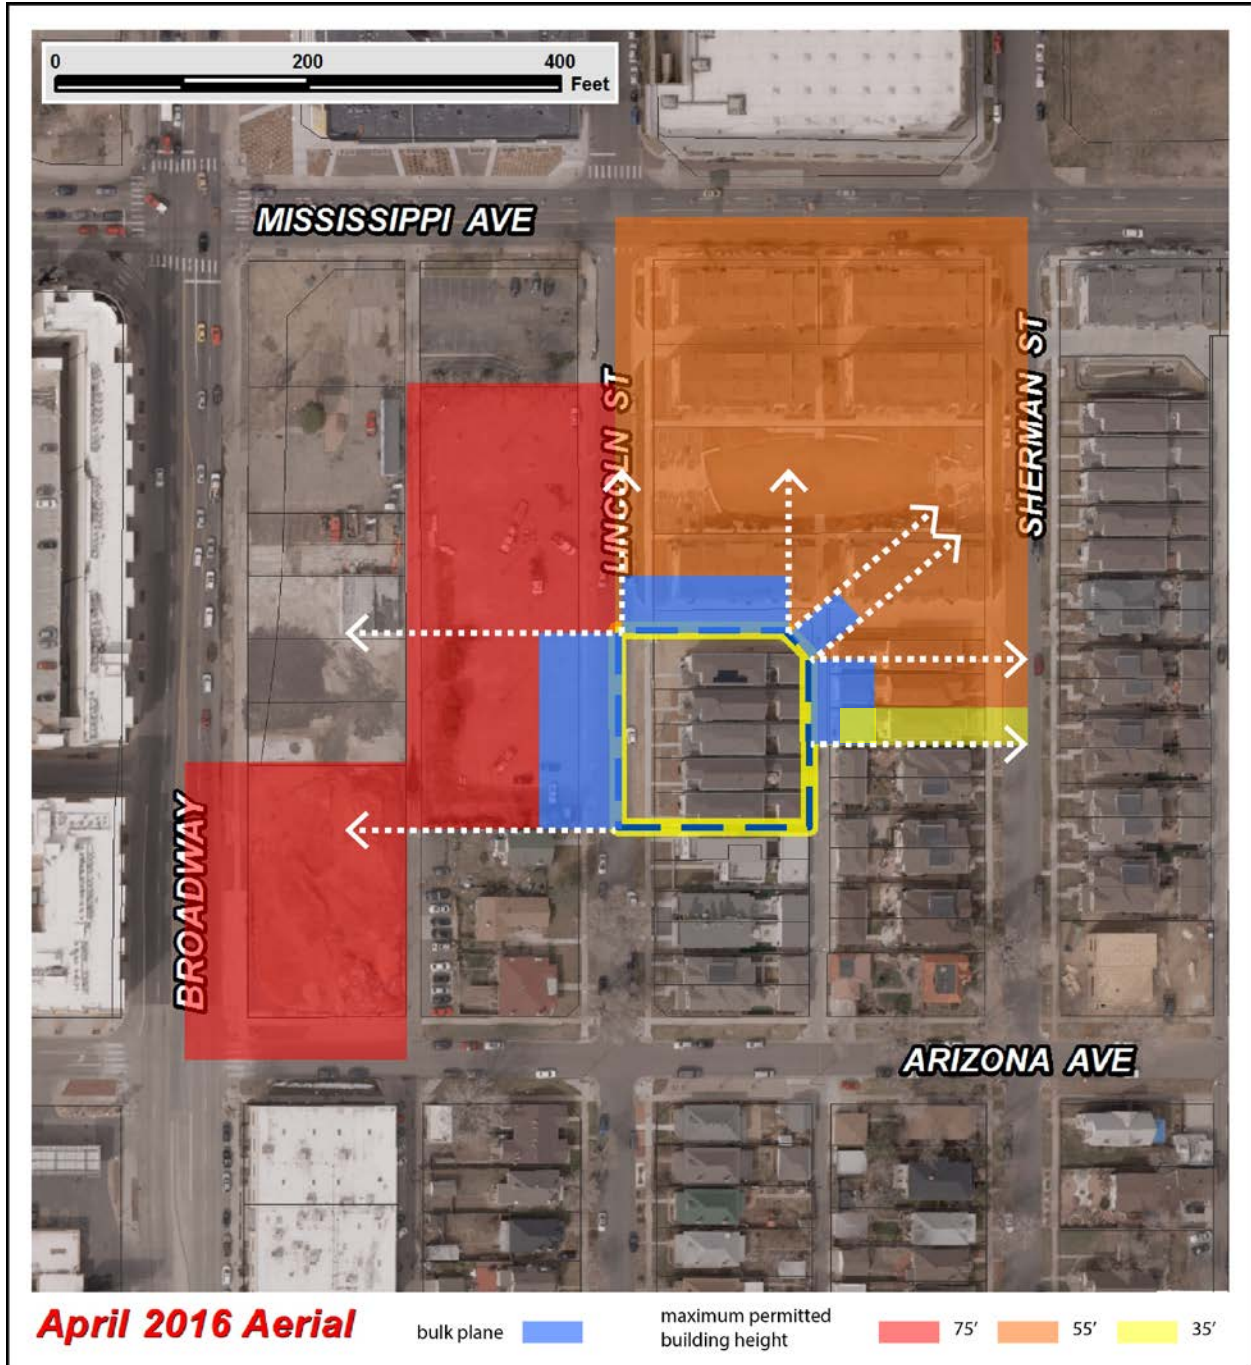 0 200 400
Feet
MISSISSIPPI AVE
LINCOLN ST
SHERMAN ST
BROADWAY
ARIZONA AVE
April 2016 Aerial
bulk plane
maximum permitted
building height
75'
55'
35'